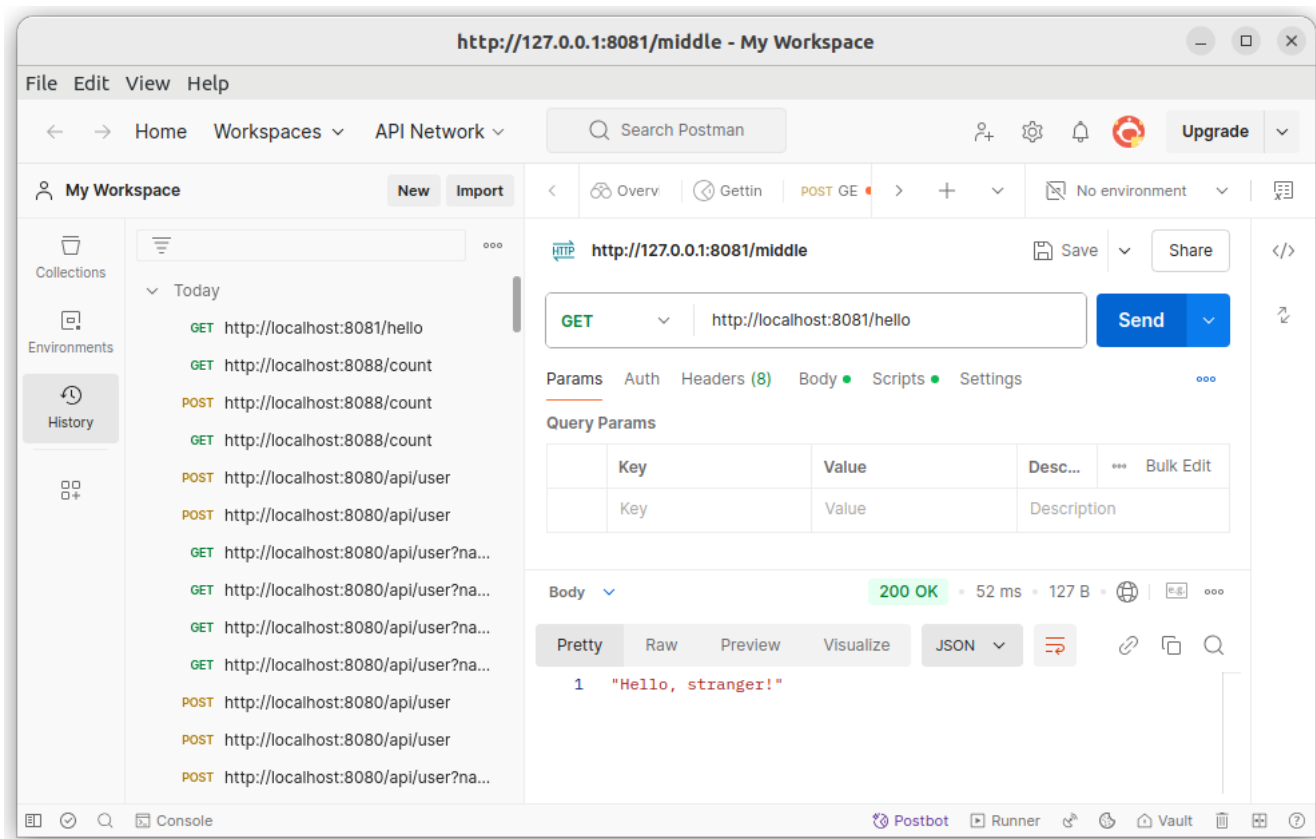 http://127.0.0.1:8081/middle - My Workspace
File Edit View Help
Home Workspaces API Network Search Postman Upgrade
My Workspace New Import Overv Gettin POST GE No environment
HTTP http://127.0.0.1:8081/middle Save Share
Collections
Today
GET http://localhost:8081/hello
GET http://localhost:8081/hello Send
Environments
GET http://localhost:8088/count
Params Auth Headers (8) Body Scripts Settings
POST http://localhost:8088/count
History
Query Params
GET http://localhost:8088/count
Key Value Desc... Bulk Edit
POST http://localhost:8080/api/user
Key Value Description
POST http://localhost:8080/api/user
GET http://localhost:8080/api/user?na...
GET http://localhost:8080/api/user?na...
Body 200 OK 52 ms 127 B e.g.
GET http://localhost:8080/api/user?na...
Pretty Raw Preview Visualize JSON
GET http://localhost:8080/api/user?na...
1 "Hello, stranger!"
POST http://localhost:8080/api/user
POST http://localhost:8080/api/user
POST http://localhost:8080/api/user?na...
Console Postbot Runner Vault